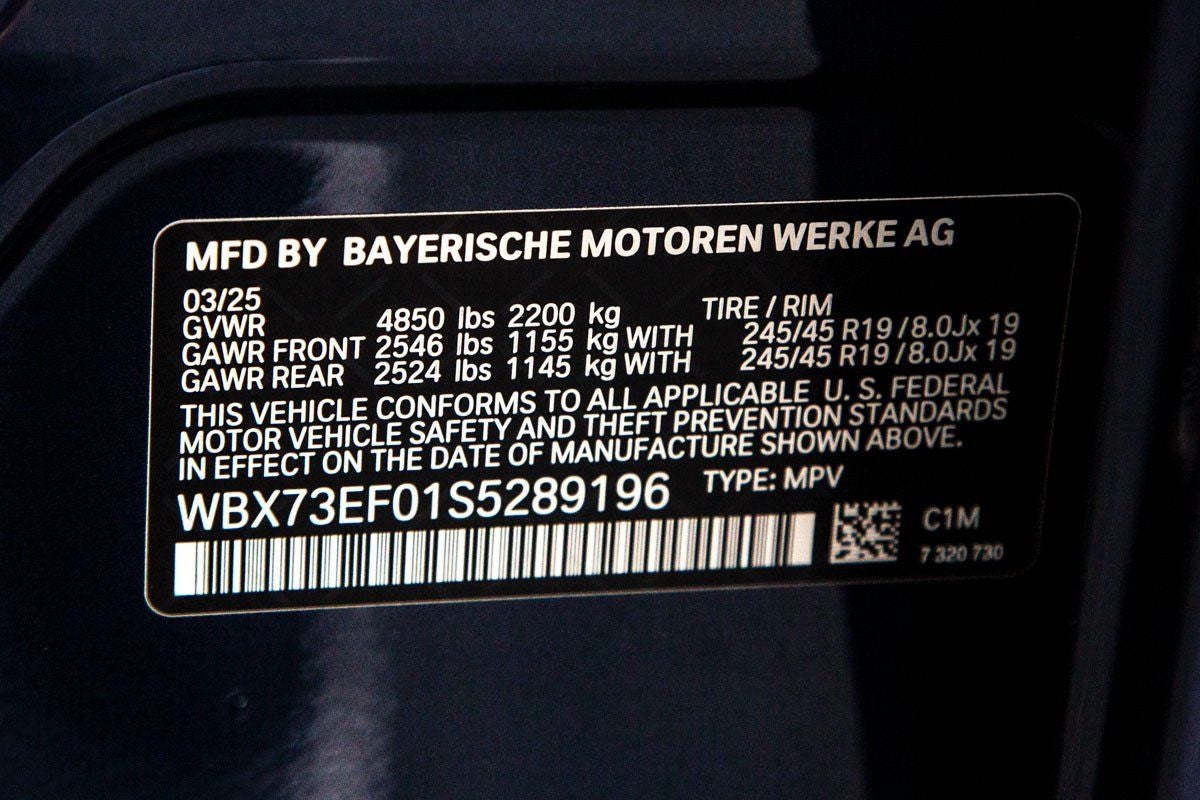 MFD BY BAYERISCHE MOTOREN WERKE AG
03/25
GVWR 4850 lbs 2200 kg TIRE / RIM
GAWR FRONT 2546 lbs 1155 kg WITH 245/45 R19 / 8.0Jx 19
GAWR REAR 2524 lbs 1145 kg WITH 245/45 R19 / 8.0Jx 19
THIS VEHICLE CONFORMS TO ALL APPLICABLE U. S. FEDERAL
MOTOR VEHICLE SAFETY AND THEFT PREVENTION STANDARDS
IN EFFECT ON THE DATE OF MANUFACTURE SHOWN ABOVE.
WBX73EF01S5289196 TYPE: MPV
C1M
7 320 730